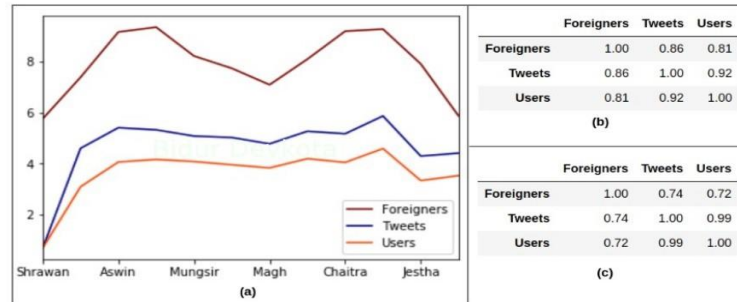 8
6
4
2
Bidur Devkota
Foreigners
Tweets
Users
Shrawan Aswin Mungsir Magh Chaitra Jestha
(a)
Foreigners Tweets Users
Foreigners 1.00 0.86 0.81
Tweets 0.86 1.00 0.92
Users 0.81 0.92 1.00
(b)
Foreigners Tweets Users
Foreigners 1.00 0.74 0.72
Tweets 0.74 1.00 0.99
Users 0.72 0.99 1.00
(c)